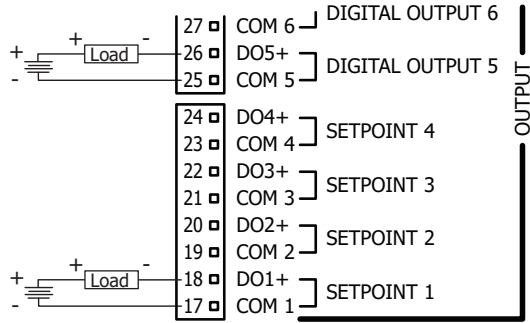 27 COM 6 DIGITAL OUTPUT 6
+ Load - 26 DO5+ DIGITAL OUTPUT 5
+
- 25 COM 5
OUTPUT
24 DO4+ SETPOINT 4
23 COM 4
22 DO3+ SETPOINT 3
21 COM 3
20 DO2+ SETPOINT 2
19 COM 2
+ Load - 18 DO1+ SETPOINT 1
+
- 17 COM 1